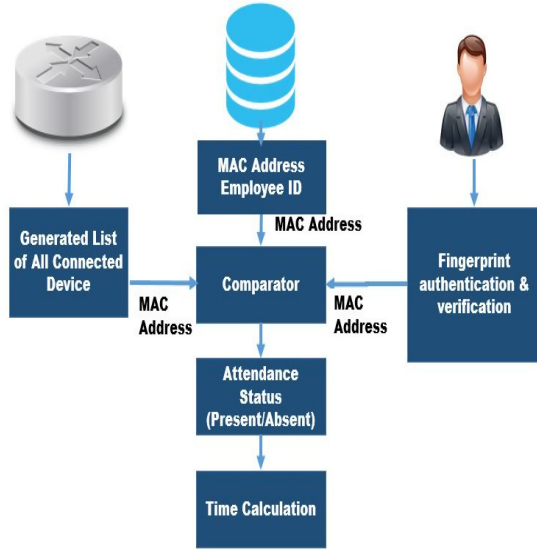 MAC Address
Employee ID
MAC Address
Generated List
of All Connected
Device
MAC
Address
Comparator
MAC
Address
Fingerprint
authentication &
verification
Attendance
Status
(Present/Absent)
Time Calculation